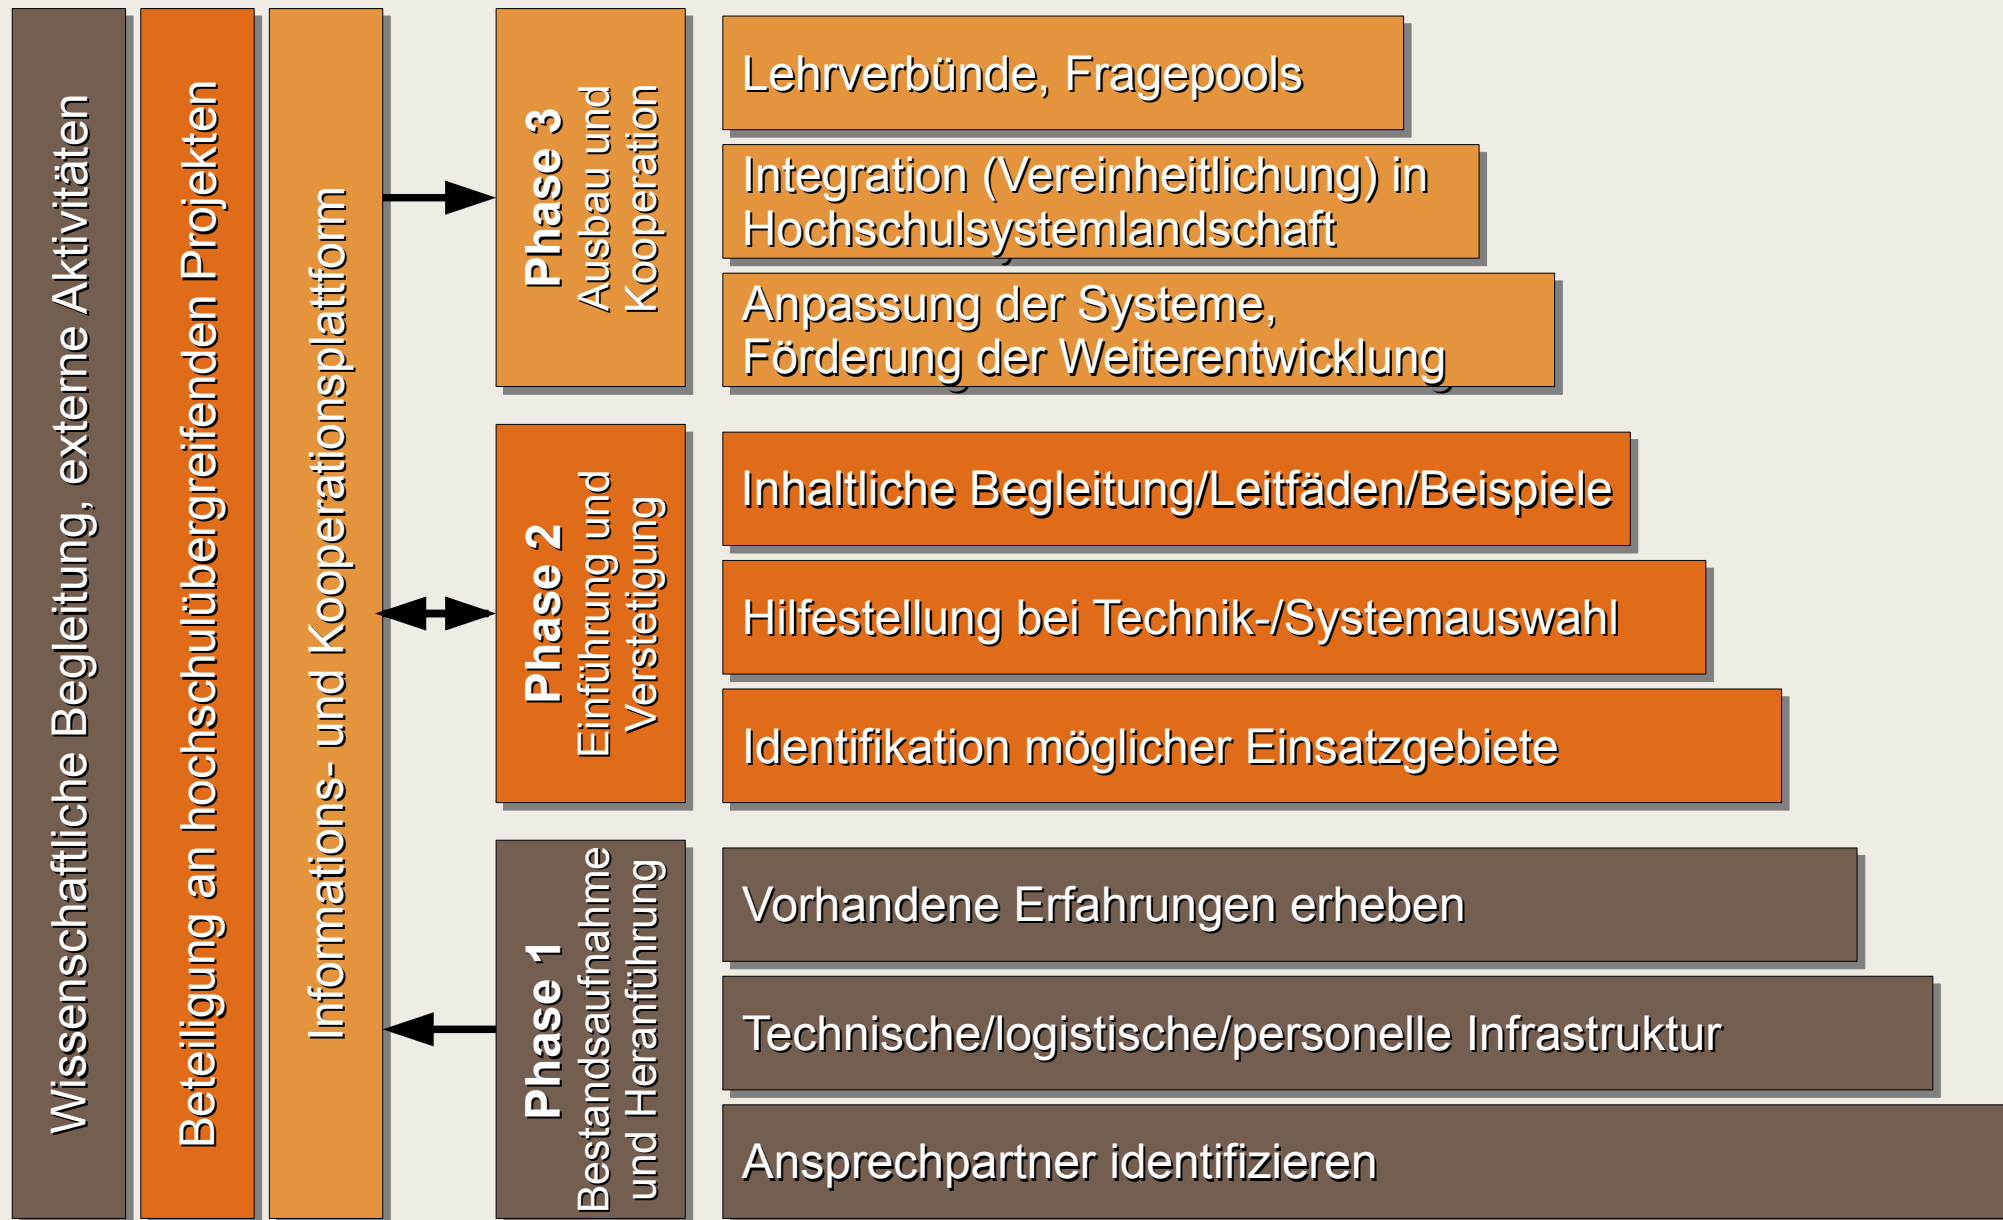 Wissenschaftliche Begleitung, externe Aktivitäten
Beteiligung an hochschulübergreifenden Projekten
Informations- und Kooperationsplattform
Phase 3
Ausbau und
Kooperation
Lehrverbünde, Fragepools
Integration (Vereinheitlichung) in
Hochschulsystemlandschaft
Anpassung der Systeme,
Förderung der Weiterentwicklung
Phase 2
Einführung und
Verstetigung
Inhaltliche Begleitung/Leitfäden/Beispiele
Hilfestellung bei Technik-/Systemauswahl
Identifikation möglicher Einsatzgebiete
Phase 1
Bestandsaufnahme
und Heranführung
Vorhandene Erfahrungen erheben
Technische/logistische/personelle Infrastruktur
Ansprechpartner identifizieren